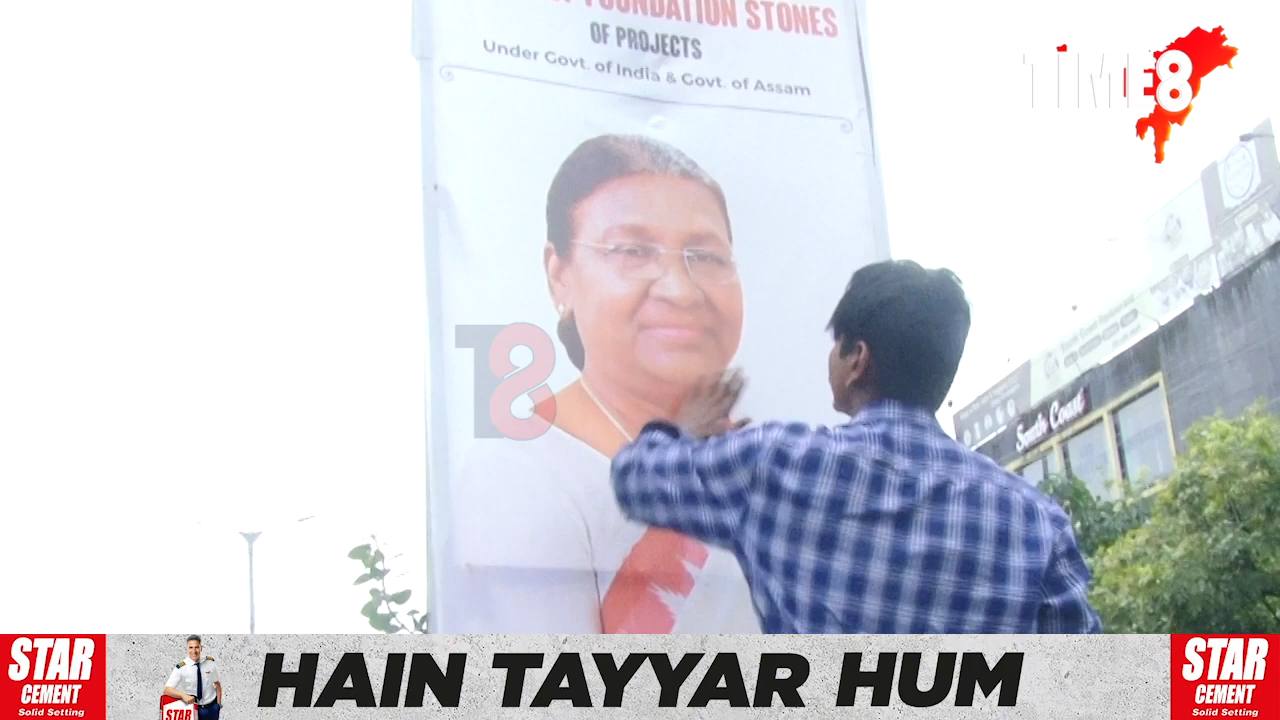 FOUNDATION STONES
OF PROJECTS
Under Govt. of India & Govt. of Assam
TIME8
T8
South Coast
STAR
CEMENT
Solid Setting
STAR
HAIN TAYYAR HUM
STAR
CEMENT
Solid Setting